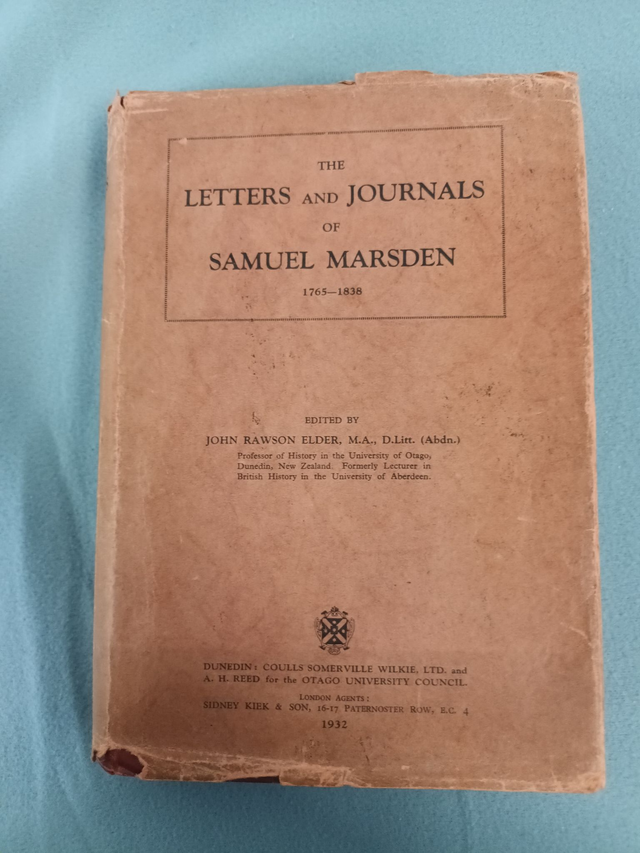 THE
LETTERS AND JOURNALS
OF
SAMUEL MARSDEN
1765—1838
EDITED BY
JOHN RAWSON ELDER, M.A., D.Litt. (Abdn.)
Professor of History in the University of Otago,
Dunedin, New Zealand. Formerly Lecturer in
British History in the University of Aberdeen.
DUNEDIN: COULLS SOMERVILLE WILKIE, LTD. and
A. H. REED for the OTAGO UNIVERSITY COUNCIL.
LONDON AGENTS:
SIDNEY KIEK & SON, 16-17 PATERNOSTER ROW, E.C. 4
1932